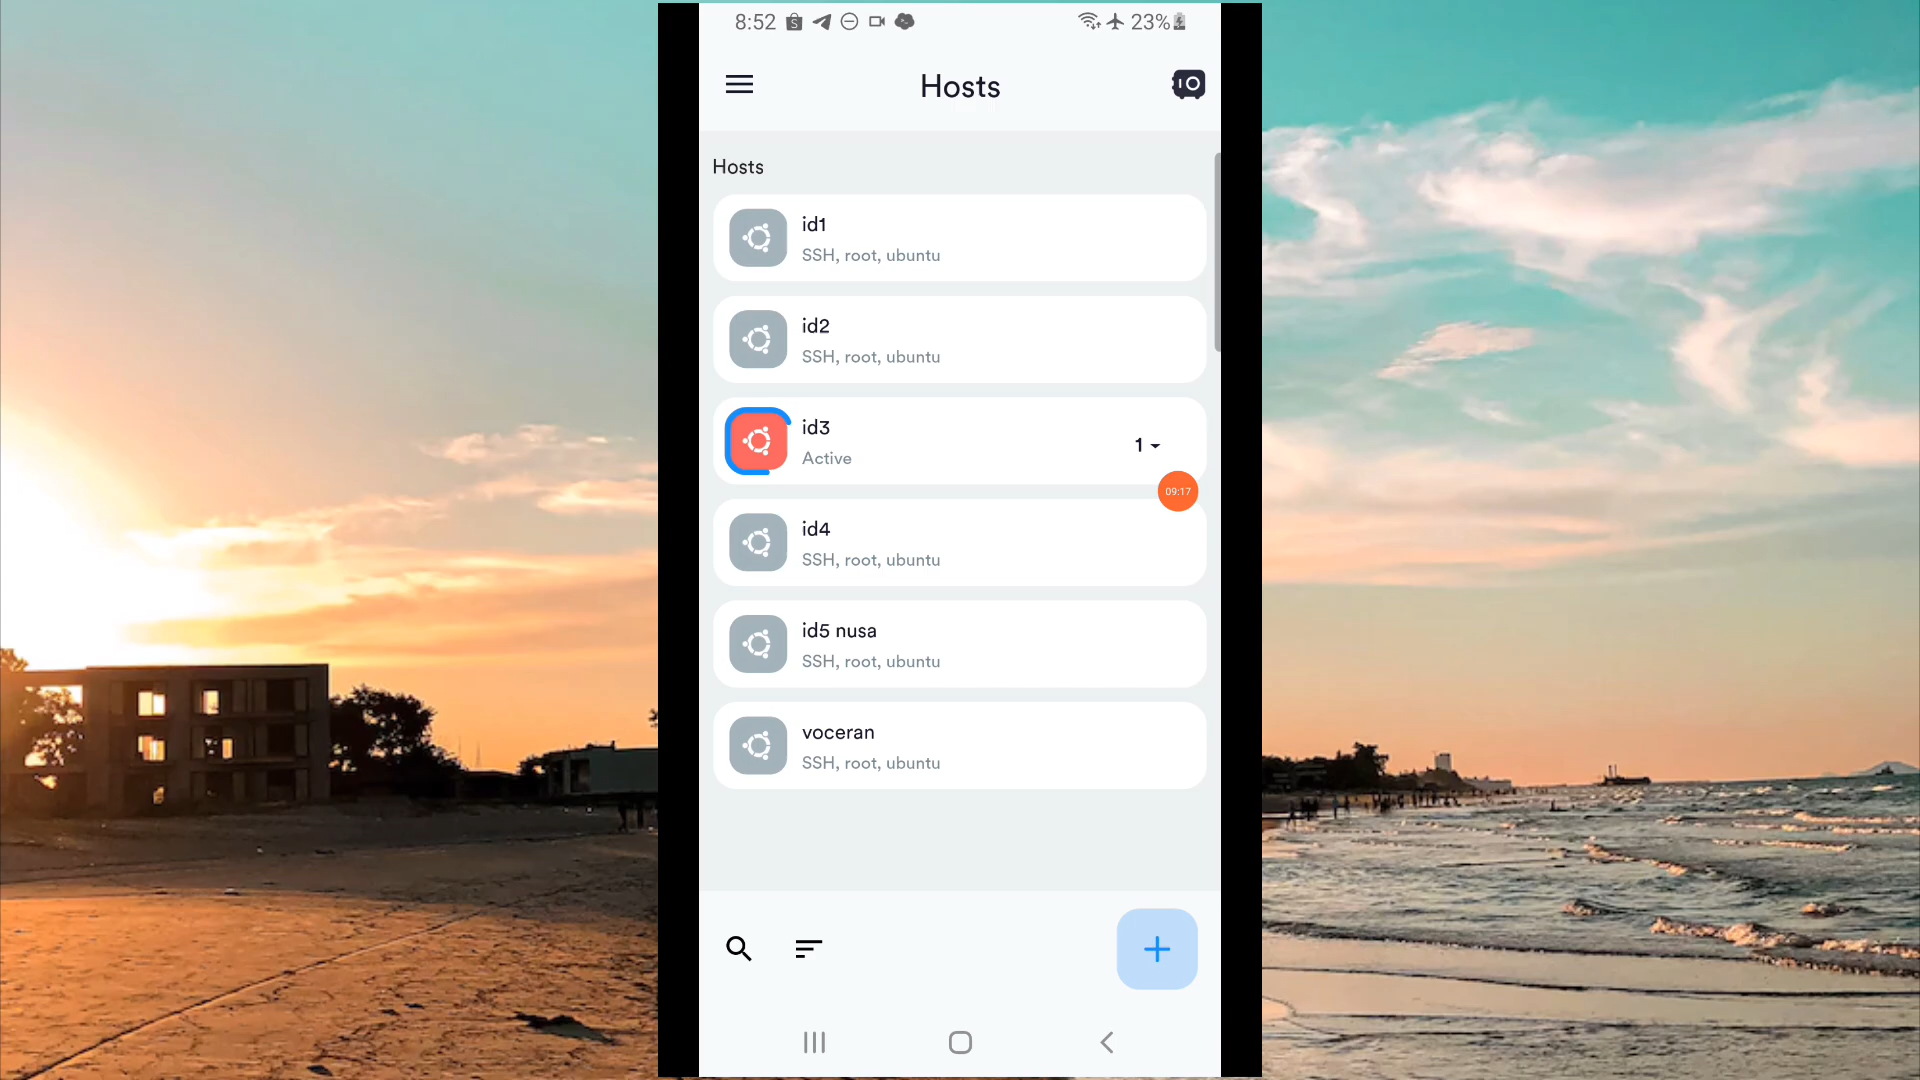 8:52
23%
Hosts
Hosts
id1
SSH, root, ubuntu
id2
SSH, root, ubuntu
id3
Active
1
09:17
id4
SSH, root, ubuntu
id5 nusa
SSH, root, ubuntu
voceran
SSH, root, ubuntu